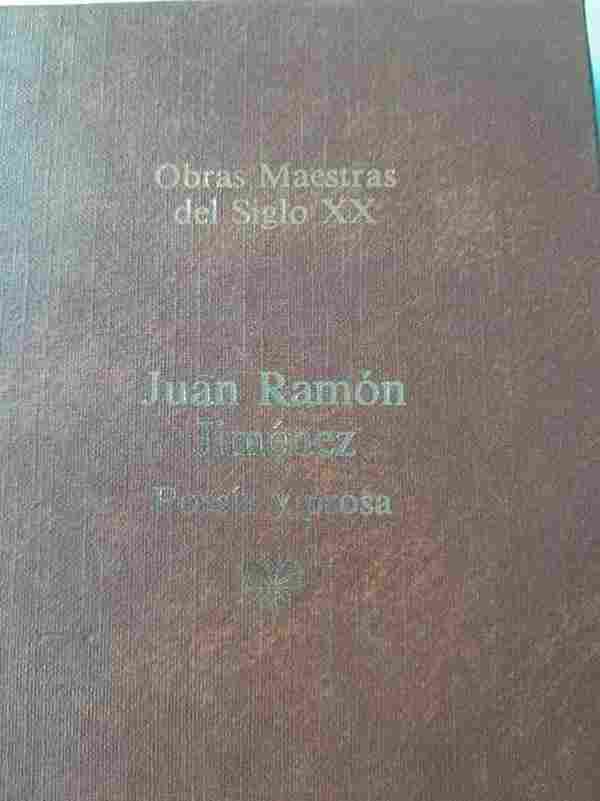 Obras Maestras
del Siglo XX
Juan Ramón
Jiménez
Poesía y prosa